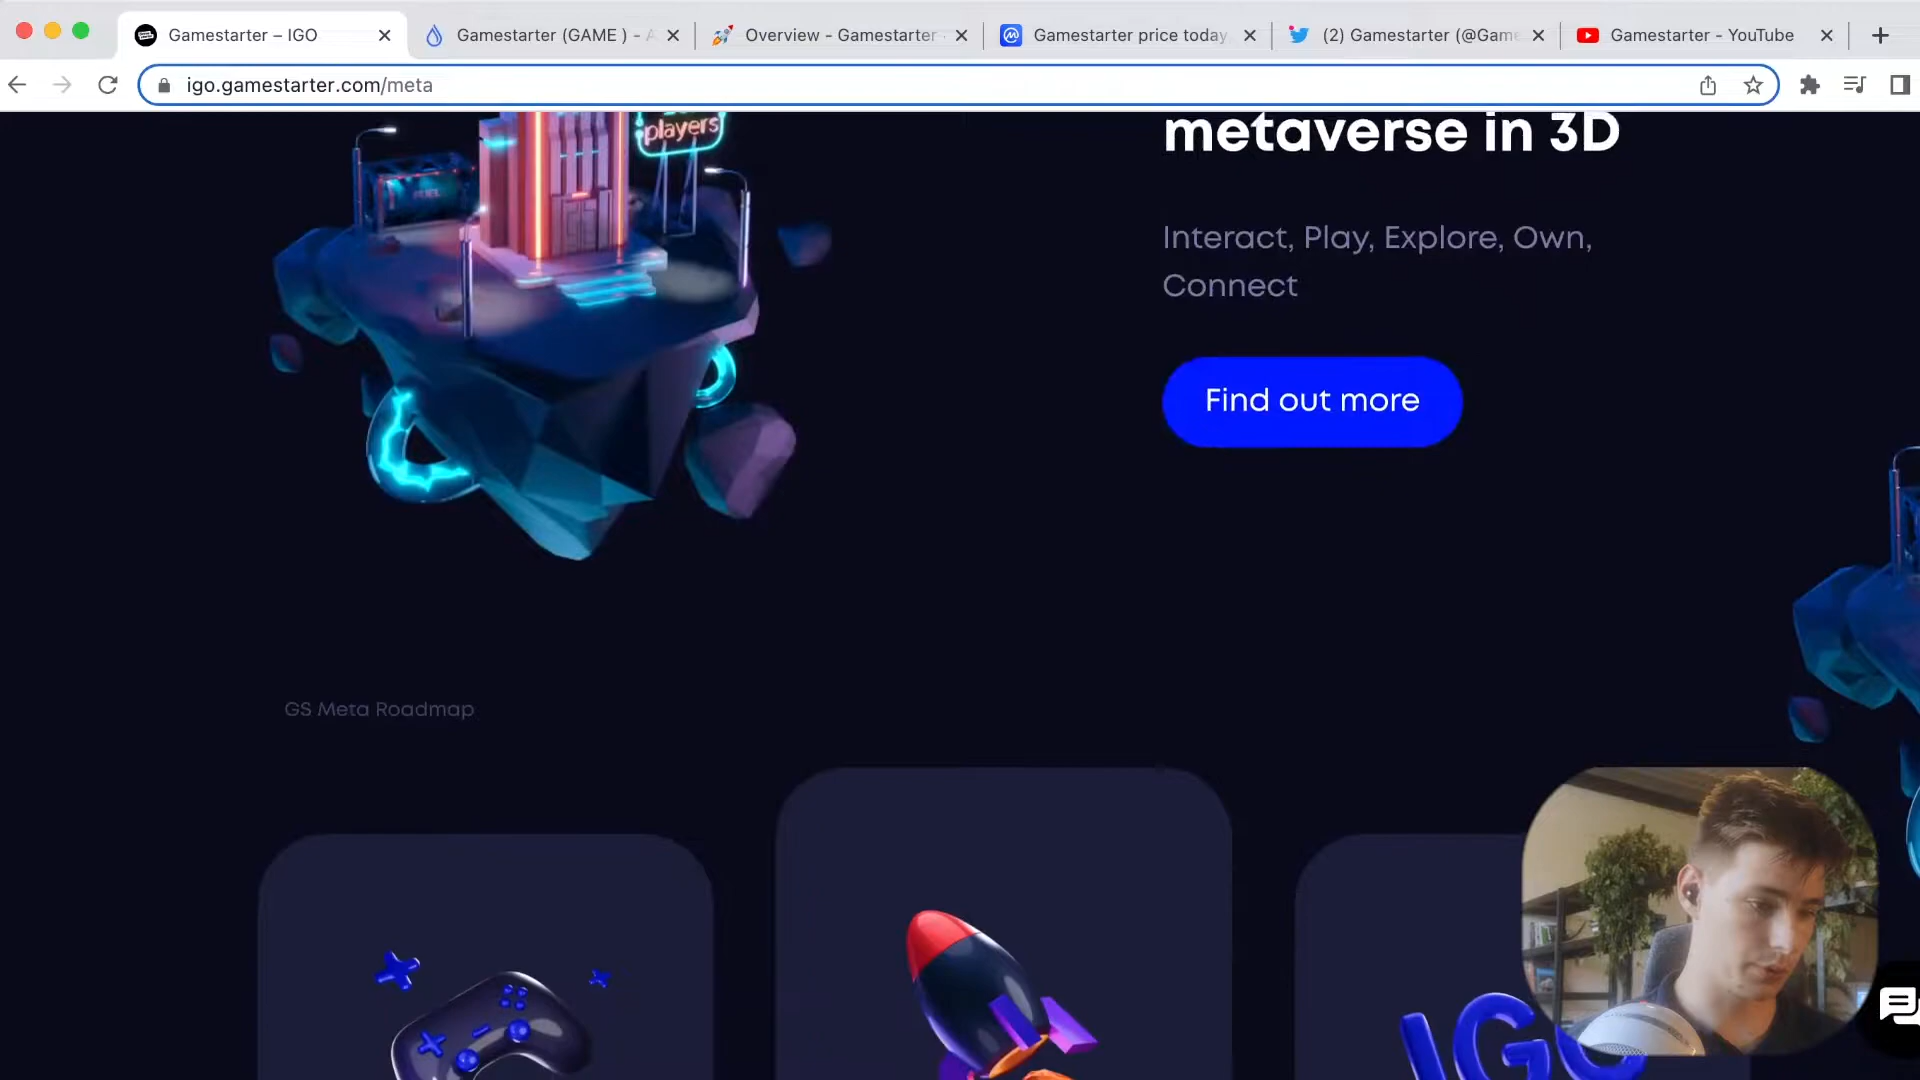 Gamestarter – IGO
Gamestarter (GAME ) - A
Overview - Gamestarter
Gamestarter price today,
(2) Gamestarter (@Game
Gamestarter - YouTube
igo.gamestarter.com/meta
players
metaverse in 3D
FUEL
Interact, Play, Explore, Own,
Connect
Find out more
GS Meta Roadmap
IGO